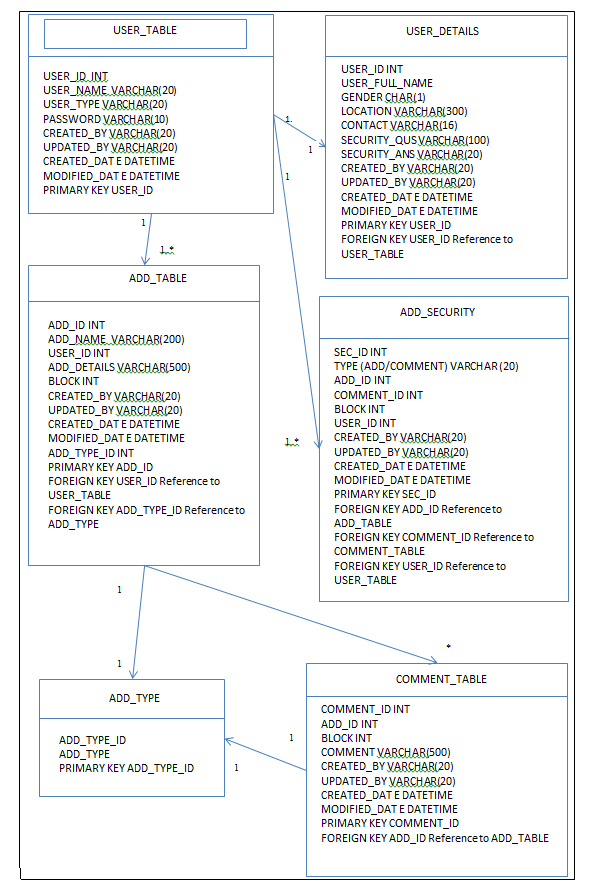 USER_TABLE
USER_ID INT
USER_NAME VARCHAR(20)
USER_TYPE VARCHAR(20)
PASSWORD VARCHAR(10)
CREATED_BY VARCHAR(20)
UPDATED_BY VARCHAR(20)
CREATED_DAT E DATETIME
MODIFIED_DAT E DATETIME
PRIMARY KEY USER_ID
USER_DETAILS
USER_ID INT
USER_FULL_NAME
GENDER CHAR(1)
LOCATION VARCHAR(300)
CONTACT VARCHAR(16)
SECURITY_QUS VARCHAR(100)
SECURITY_ANS VARCHAR(20)
CREATED_BY VARCHAR(20)
UPDATED_BY VARCHAR(20)
CREATED_DAT E DATETIME
MODIFIED_DAT E DATETIME
PRIMARY KEY USER_ID
FOREIGN KEY USER_ID Reference to
USER_TABLE
1.
1
1
1
1..*
ADD_TABLE
ADD_ID INT
ADD_NAME VARCHAR(200)
USER_ID INT
ADD_DETAILS VARCHAR(500)
BLOCK INT
CREATED_BY VARCHAR(20)
UPDATED_BY VARCHAR(20)
CREATED_DAT E DATETIME
MODIFIED_DAT E DATETIME
ADD_TYPE_ID INT
PRIMARY KEY ADD_ID
FOREIGN KEY USER_ID Reference to
USER_TABLE
FOREIGN KEY ADD_TYPE_ID Reference to
ADD_TYPE
1..*
ADD_SECURITY
SEC_ID INT
TYPE (ADD/COMMENT) VARCHAR (20)
ADD_ID INT
COMMENT_ID INT
BLOCK INT
USER_ID INT
CREATED_BY VARCHAR(20)
UPDATED_BY VARCHAR(20)
CREATED_DAT E DATETIME
MODIFIED_DAT E DATETIME
PRIMARY KEY SEC_ID
FOREIGN KEY ADD_ID Reference to
ADD_TABLE
FOREIGN KEY COMMENT_ID Reference to
COMMENT_TABLE
FOREIGN KEY USER_ID Reference to
USER_TABLE
1
1
*
ADD_TYPE
ADD_TYPE_ID
ADD_TYPE
PRIMARY KEY ADD_TYPE_ID
1
1
COMMENT_TABLE
COMMENT_ID INT
ADD_ID INT
BLOCK INT
COMMENT VARCHAR(500)
CREATED_BY VARCHAR(20)
UPDATED_BY VARCHAR(20)
CREATED_DAT E DATETIME
MODIFIED_DAT E DATETIME
PRIMARY KEY COMMENT_ID
FOREIGN KEY ADD_ID Reference to ADD_TABLE